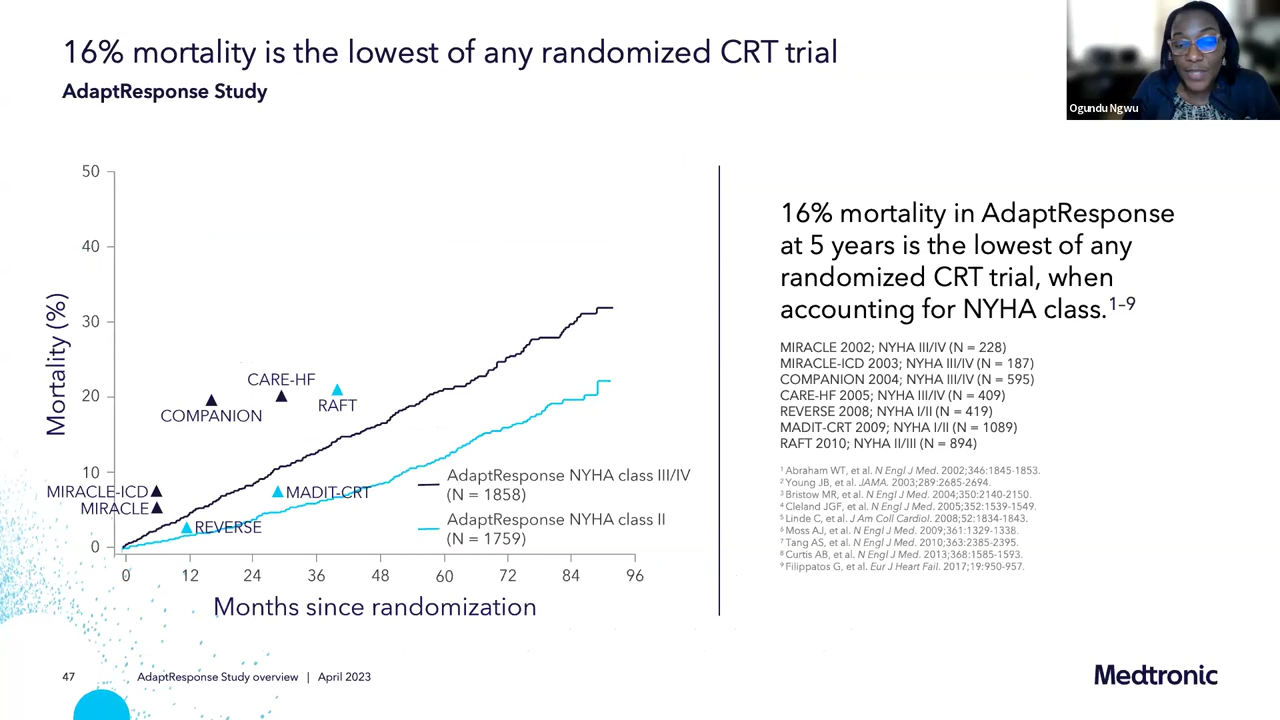 16% mortality is the lowest of any randomized CRT trial
AdaptResponse Study
Ogundu Ngwu
Mortality (%)
50
40
30
20
10
0
CARE-HF
COMPANION
RAFT
MIRACLE-ICD
MIRACLE
REVERSE
MADIT-CRT
AdaptResponse NYHA class III/IV
(N = 1858)
AdaptResponse NYHA class II
(N = 1759)
0 12 24 36 48 60 72 84 96
Months since randomization
16% mortality in AdaptResponse
at 5 years is the lowest of any
randomized CRT trial, when
accounting for NYHA class.1–9
MIRACLE 2002; NYHA III/IV (N = 228)
MIRACLE-ICD 2003; NYHA III/IV (N = 187)
COMPANION 2004; NYHA III/IV (N = 595)
CARE-HF 2005; NYHA III/IV (N = 409)
REVERSE 2008; NYHA I/II (N = 419)
MADIT-CRT 2009; NYHA I/II (N = 1089)
RAFT 2010; NYHA II/III (N = 894)
1 Abraham WT, et al. N Engl J Med. 2002;346:1845-1853.
2 Young JB, et al. JAMA. 2003;289:2685-2694.
3 Bristow MR, et al. N Engl J Med. 2004;350:2140-2150.
4 Cleland JGF, et al. N Engl J Med. 2005;352:1539-1549.
5 Linde C, et al. J Am Coll Cardiol. 2008;52:1834-1843.
6 Moss AJ, et al. N Engl J Med. 2009;361:1329-1338.
7 Tang AS, et al. N Engl J Med. 2010;363:2385-2395.
8 Curtis AB, et al. N Engl J Med. 2013;368:1585-1593.
9 Filippatos G, et al. Eur J Heart Fail. 2017;19:950-957.
47 AdaptResponse Study overview | April 2023
Medtronic